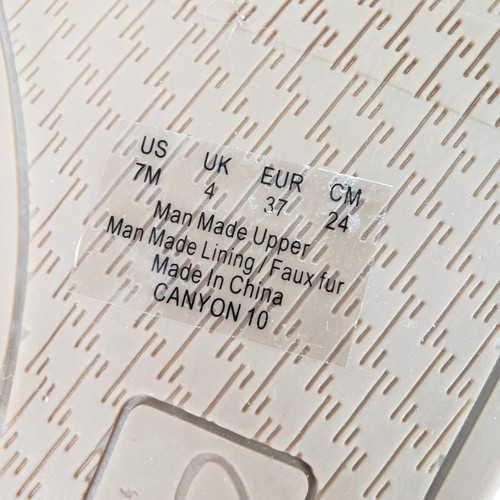 US UK EUR CM
7M 4 37 24
Man Made Upper
Man Made Lining / Faux fur
Made In China
CANYON 10